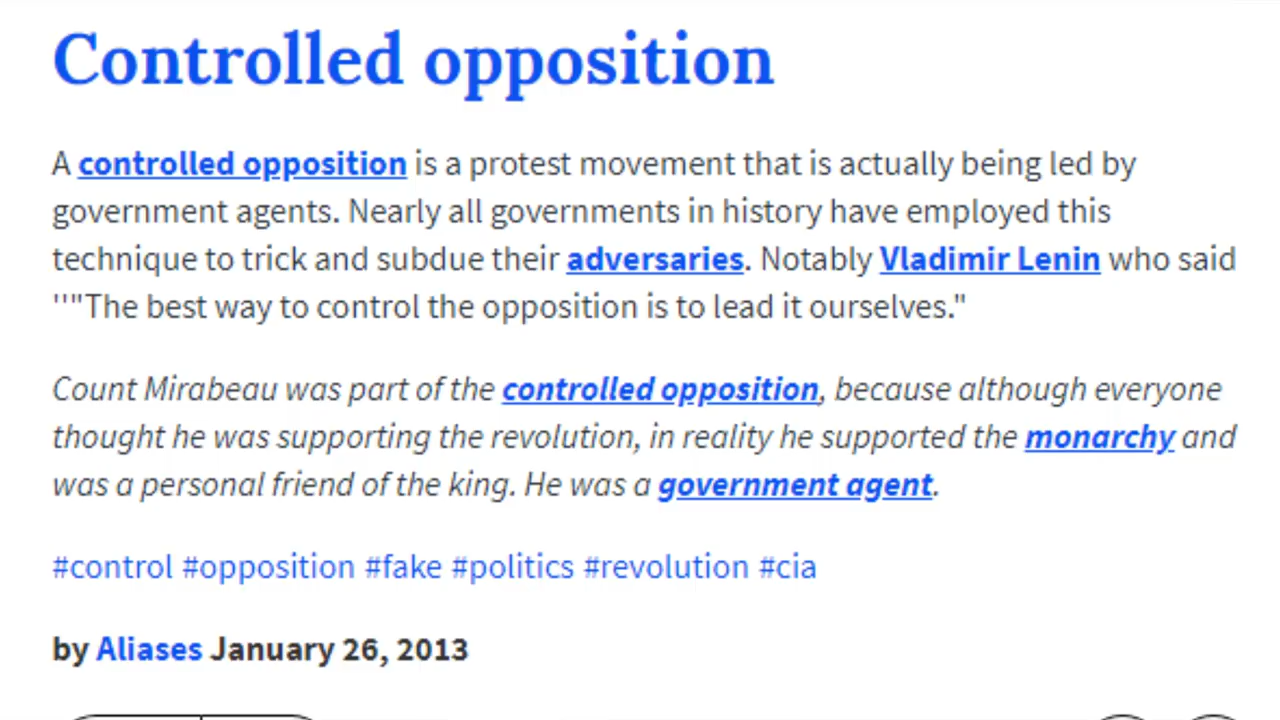 Controlled opposition
A controlled opposition is a protest movement that is actually being led by
government agents. Nearly all governments in history have employed this
technique to trick and subdue their adversaries. Notably Vladimir Lenin who said
'''"The best way to control the opposition is to lead it ourselves."
Count Mirabeau was part of the controlled opposition, because although everyone
thought he was supporting the revolution, in reality he supported the monarchy and
was a personal friend of the king. He was a government agent.
#control #opposition #fake #politics #revolution #cia
by Aliases January 26, 2013